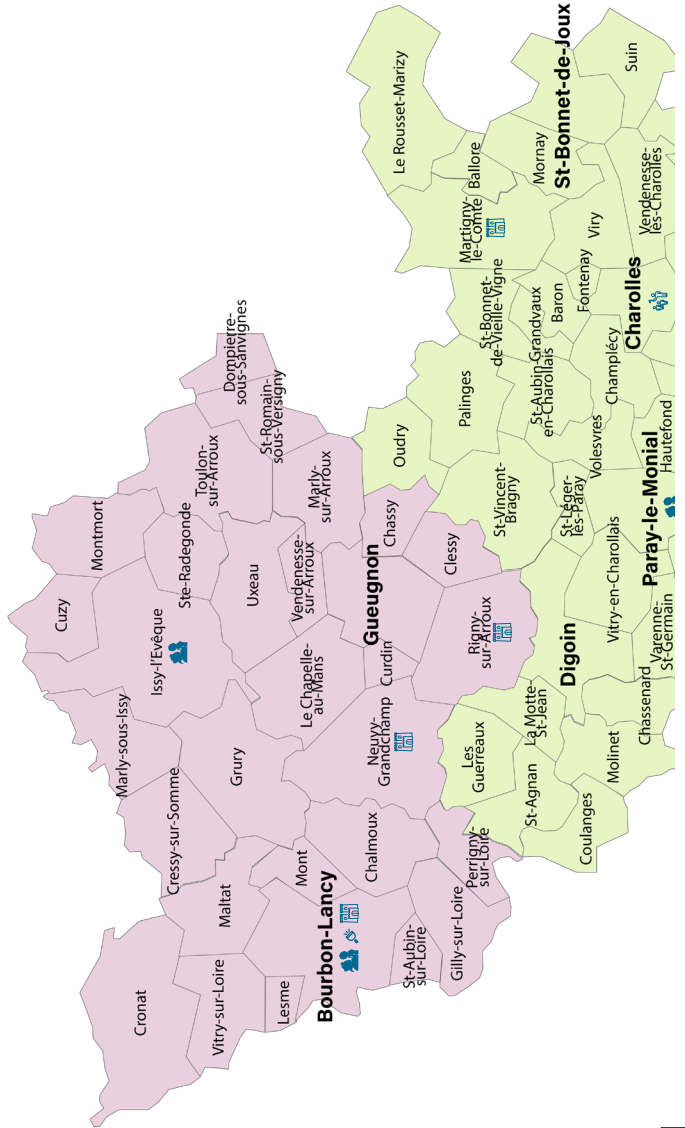 Cuzy
Montmort
Marly-sous-Issy
Cronat
Issy-l'Evêque
Cressy-sur-Somme
Ste-Radegonde
Toulon-
sur-Arroux
Dompierre-
sous-Sanvignes
Vitry-sur-Loire
Maltat
Grury
Uxeau
St-Romain-
sous-Versigny
Lesme
Mont
Le Chapelle-
au-Mans
Vendenesse-
sur-Arroux
Marly-
sur-Arroux
Bourbon-Lancy
Chalmoux
Neuvy-
Grandchamp
Curdin
Gueugnon
Chassy
Oudry
Le Rousset-Marizy
St-Aubin-
sur-Loire
Gilly-sur-Loire
Perrigny-
sur-Loire
Les
Guerreaux
Rigny-
sur-Arroux
Clessy
Palinges
Martigny-
le-Comte
Ballore
St-Bonnet-
de-Vieille-Vigne
St-Vincent-
Bragny
St-Agnan
La Motte-
St-Jean
St-Aubin-
en-Charollais
Grandvaux
Mornay
St-Bonnet-de-Joux
Baron
Digoin
St-Léger-
lès-Paray
Coulanges
Fontenay
Viry
Volesvres
Champlécy
Molinet
Vitry-en-Charollais
Charolles
Suin
Chassenard
Paray-le-Monial
Vendenesse-
lès-Charolles
Varenne-
St-Germain
Hautefond